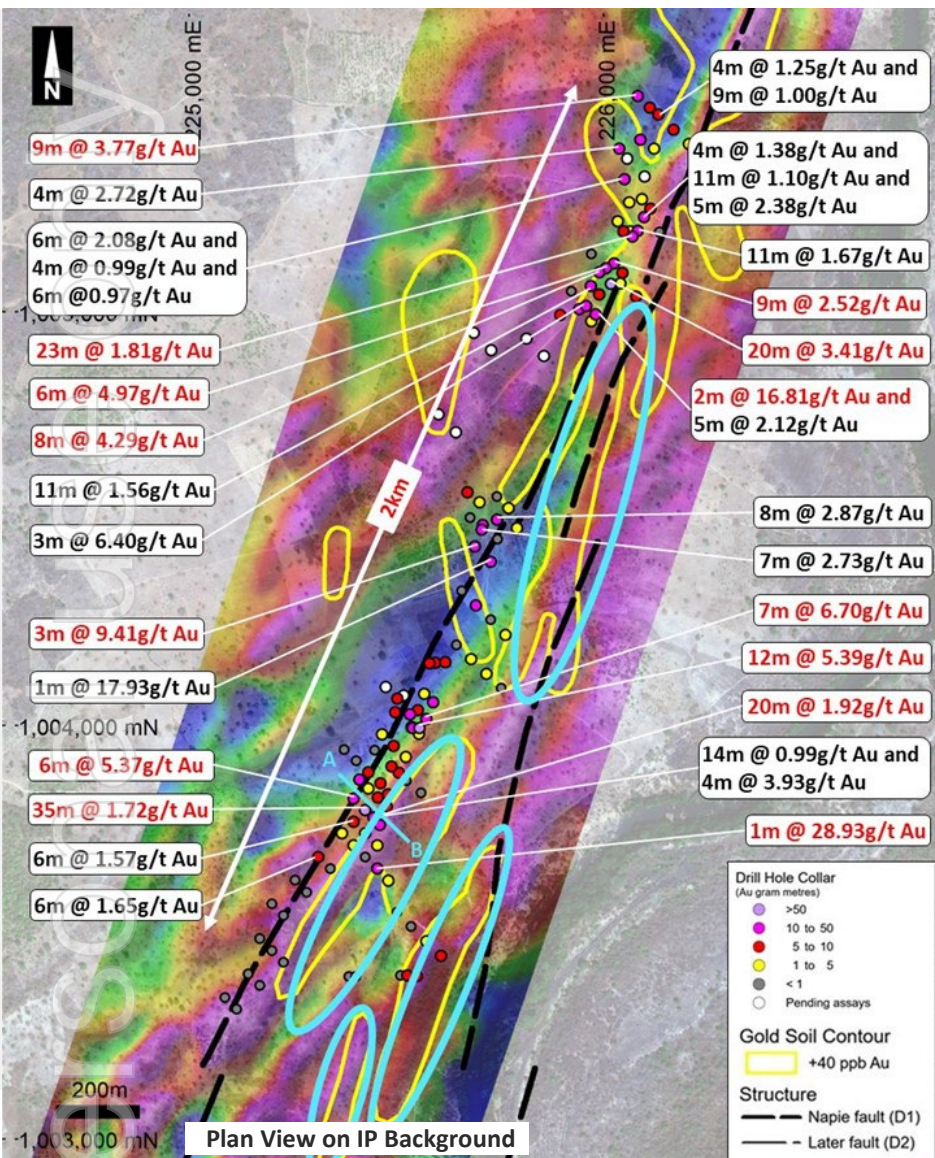 N
225,000 mE
226,000 mE
4m @ 1.25g/t Au and
9m @ 1.00g/t Au
9m @ 3.77g/t Au
4m @ 1.38g/t Au and
11m @ 1.10g/t Au and
5m @ 2.38g/t Au
4m @ 2.72g/t Au
6m @ 2.08g/t Au and
4m @ 0.99g/t Au and
6m @0.97g/t Au
11m @ 1.67g/t Au
9m @ 2.52g/t Au
-1,005,000 mN
23m @ 1.81g/t Au
20m @ 3.41g/t Au
6m @ 4.97g/t Au
2m @ 16.81g/t Au and
5m @ 2.12g/t Au
8m @ 4.29g/t Au
11m @ 1.56g/t Au
2km
8m @ 2.87g/t Au
3m @ 6.40g/t Au
7m @ 2.73g/t Au
7m @ 6.70g/t Au
3m @ 9.41g/t Au
12m @ 5.39g/t Au
1m @ 17.93g/t Au
20m @ 1.92g/t Au
-1,004,000 mN
6m @ 5.37g/t Au
A
14m @ 0.99g/t Au and
4m @ 3.93g/t Au
35m @ 1.72g/t Au
1m @ 28.93g/t Au
B
6m @ 1.57g/t Au
6m @ 1.65g/t Au
Drill Hole Collar
(Au gram metres)
>50
10 to 50
5 to 10
1 to 5
< 1
Pending assays
Gold Soil Contour
+40 ppb Au
Structure
Napie fault (D1)
Later fault (D2)
200m
-1,003,000 mN
Plan View on IP Background